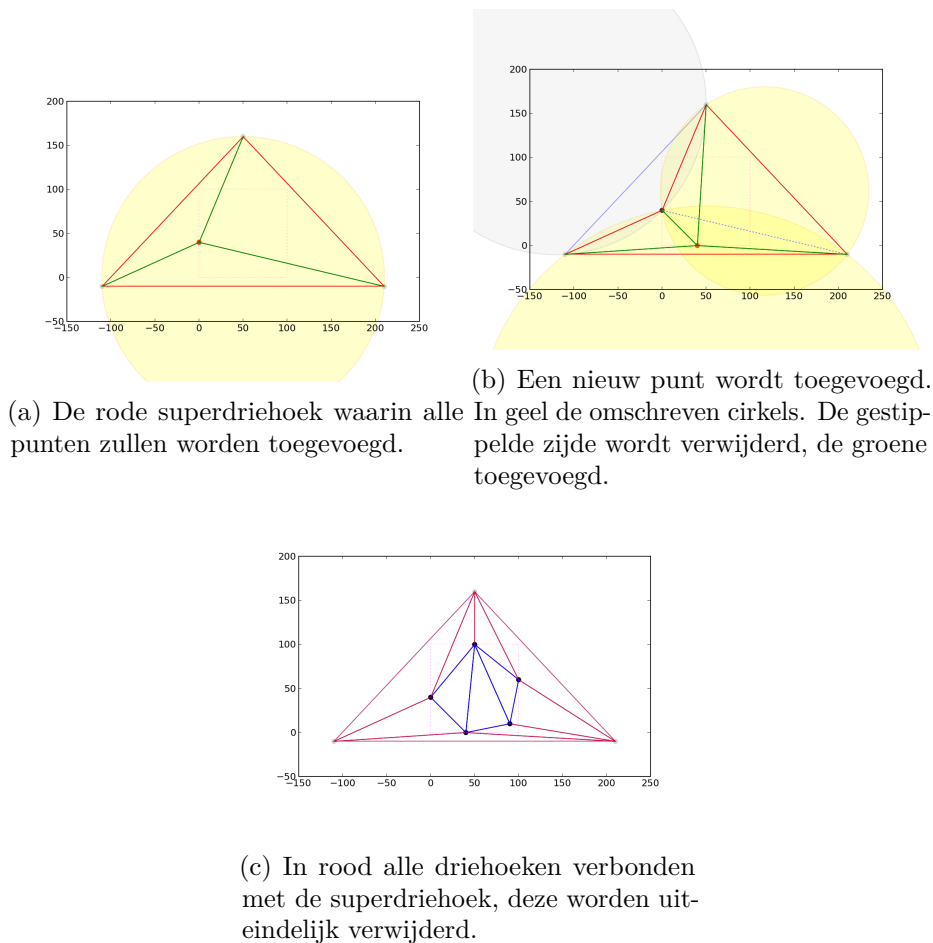 200
150
100
50
0
−50
−150 −100 −50 0 50 100 150 200 250
(a) De rode superdriehoek waarin alle
punten zullen worden toegevoegd.
200
150
100
50
0
−50
−150 −100 −50 0 50 100 150 200 250
(b) Een nieuw punt wordt toegevoegd.
In geel de omschreven cirkels. De gestip-
pelde zijde wordt verwijderd, de groene
toegevoegd.
200
150
100
50
0
−50
−150 −100 −50 0 50 100 150 200 250
(c) In rood alle driehoeken verbonden
met de superdriehoek, deze worden uit-
eindelijk verwijderd.